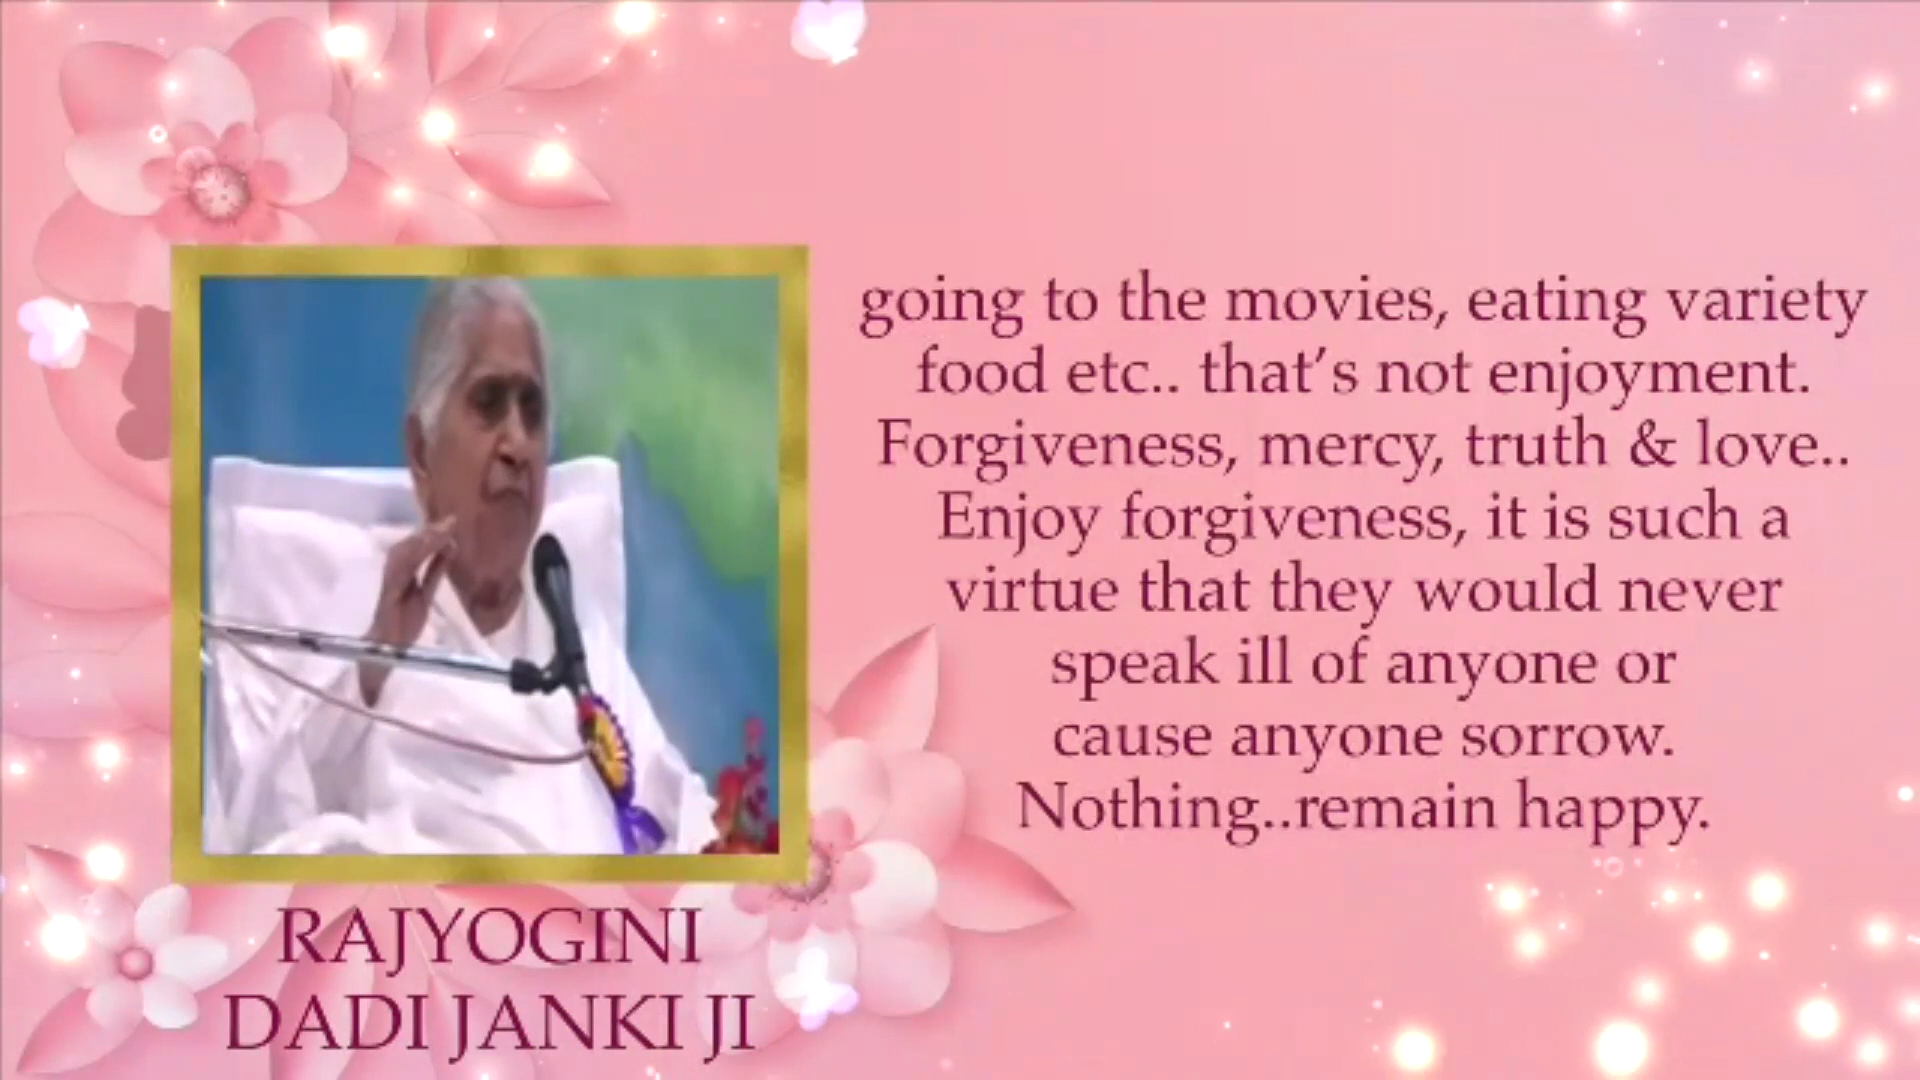 going to the movies, eating variety
food etc.. that's not enjoyment.
Forgiveness, mercy, truth & love..
Enjoy forgiveness, it is such a
virtue that they would never
speak ill of anyone or
cause anyone sorrow.
Nothing..remain happy.
RAJYOGINI
DADI JANKI JI